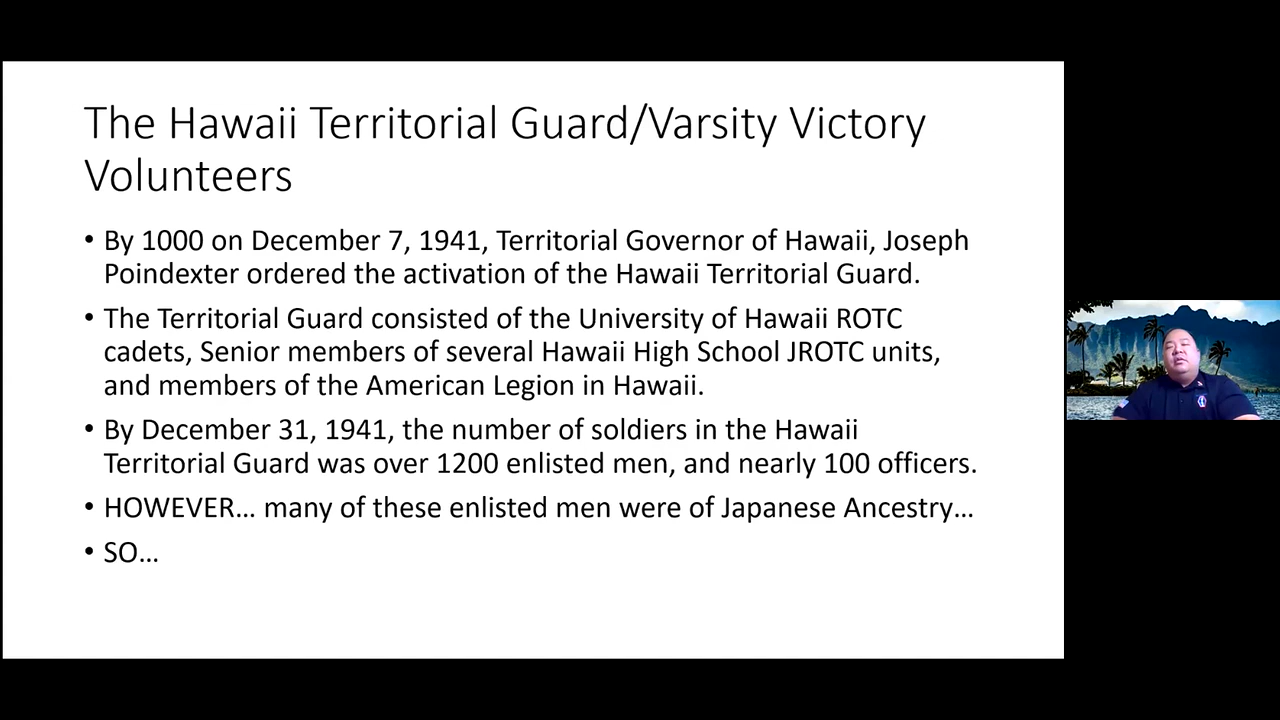 The Hawaii Territorial Guard/Varsity Victory
Volunteers
• By 1000 on December 7, 1941, Territorial Governor of Hawaii, Joseph
Poindexter ordered the activation of the Hawaii Territorial Guard.
• The Territorial Guard consisted of the University of Hawaii ROTC
cadets, Senior members of several Hawaii High School JROTC units,
and members of the American Legion in Hawaii.
• By December 31, 1941, the number of soldiers in the Hawaii
Territorial Guard was over 1200 enlisted men, and nearly 100 officers.
• HOWEVER… many of these enlisted men were of Japanese Ancestry…
• SO…